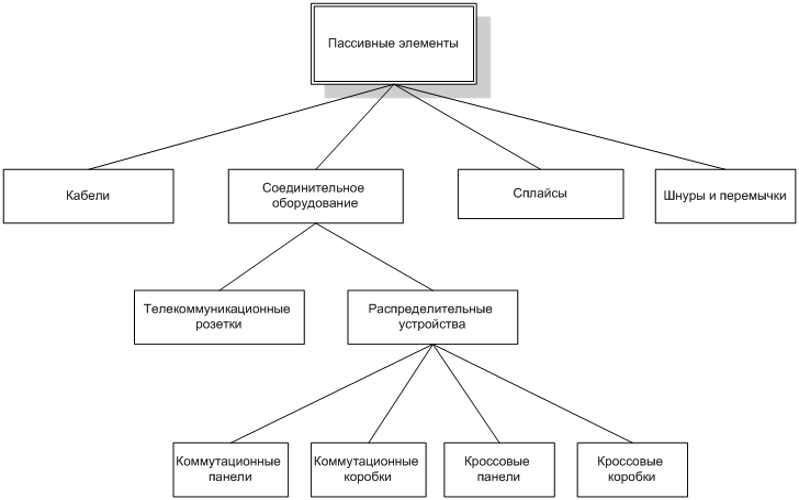 Пассивные элементы
Кабели
Соединительное
оборудование
Сплайсы
Шнуры и перемычки
Телекоммуникационные
розетки
Распределительные
устройства
Коммутационные
панели
Коммутационные
коробки
Кроссовые
панели
Кроссовые
коробки